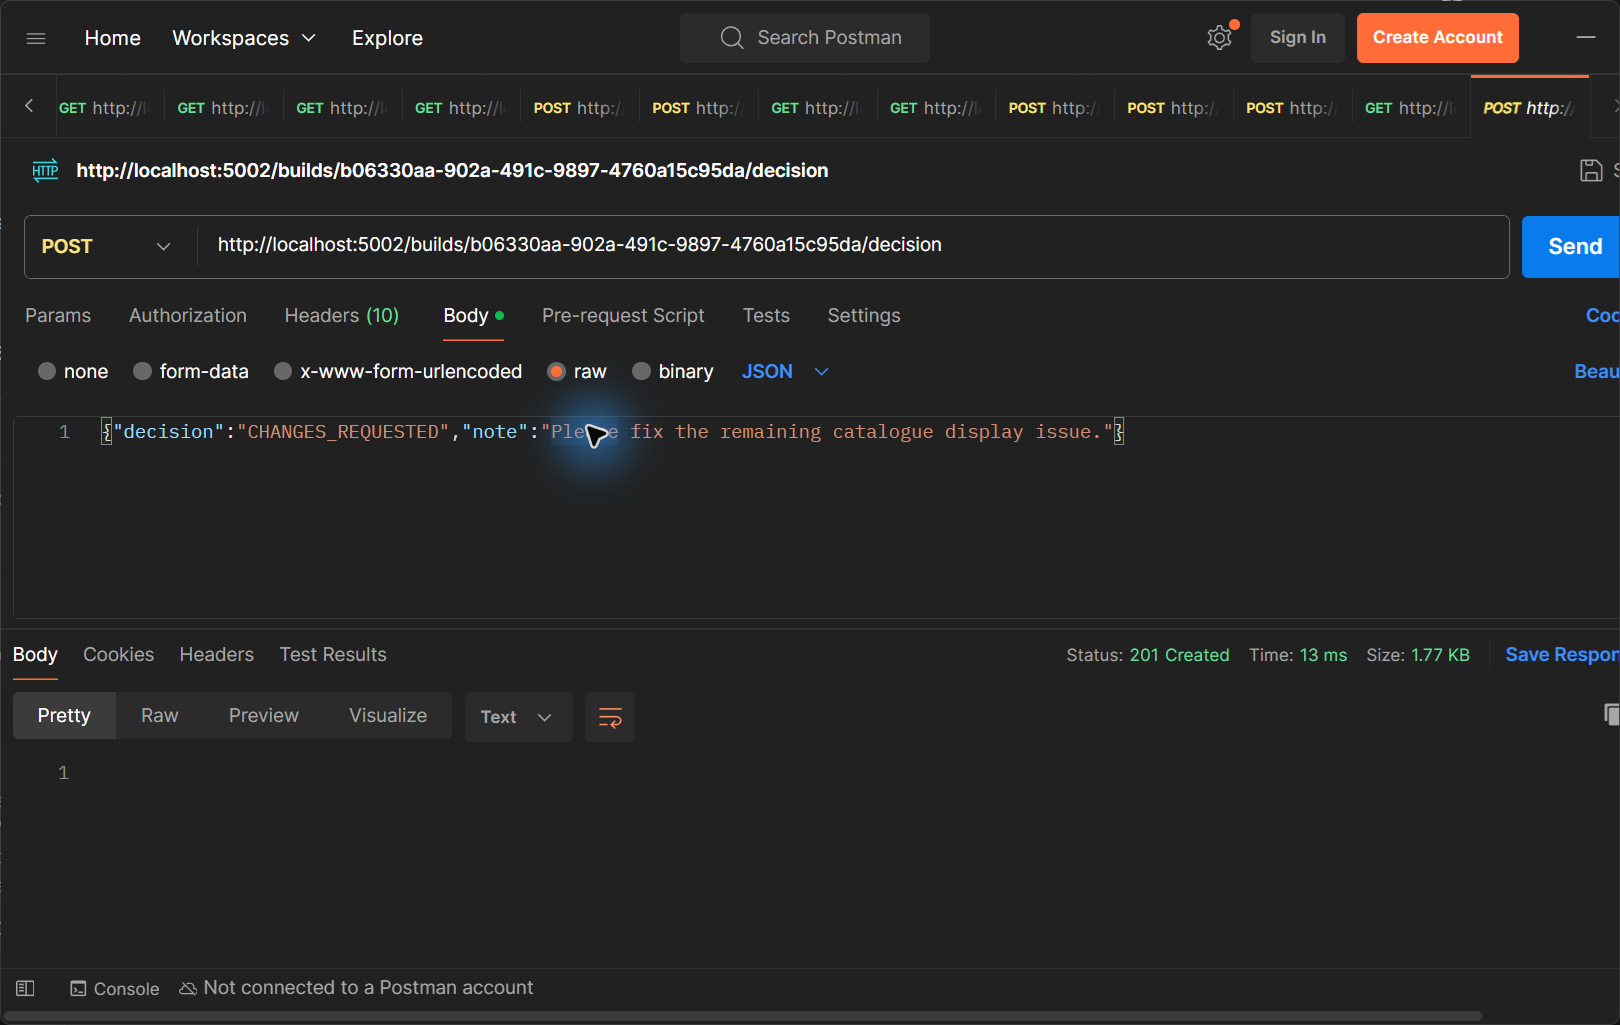 Home Workspaces Explore Search Postman Sign In Create Account
GET http://l GET http://l GET http://l GET http://l POST http:/ POST http:/ GET http://l GET http://l POST http:/ POST http:/ POST http:/ GET http://l POST http:/
HTTP http://localhost:5002/builds/b06330aa-902a-491c-9897-4760a15c95da/decision
POST http://localhost:5002/builds/b06330aa-902a-491c-9897-4760a15c95da/decision Send
Params Authorization Headers (10) Body Pre-request Script Tests Settings Coo
none form-data x-www-form-urlencoded raw binary JSON Beau
1 {"decision":"CHANGES_REQUESTED","note":" fix the remaining catalogue display issue."}
Body Cookies Headers Test Results Status: 201 Created Time: 13 ms Size: 1.77 KB Save Respon
Pretty Raw Preview Visualize Text
1
Console Not connected to a Postman account